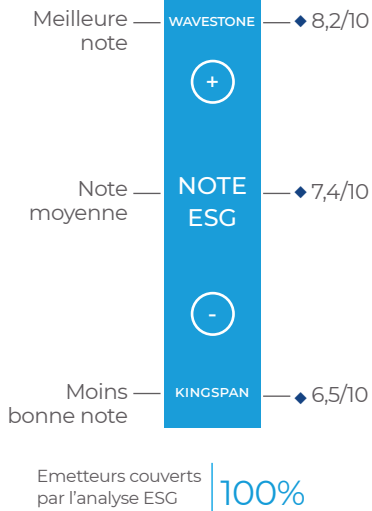 Meilleure
note
WAVESTONE
8,2/10
+
Note
moyenne
NOTE
ESG
7,4/10
-
Moins
bonne note
KINGSPAN
6,5/10
Emetteurs couverts
par l'analyse ESG
100%